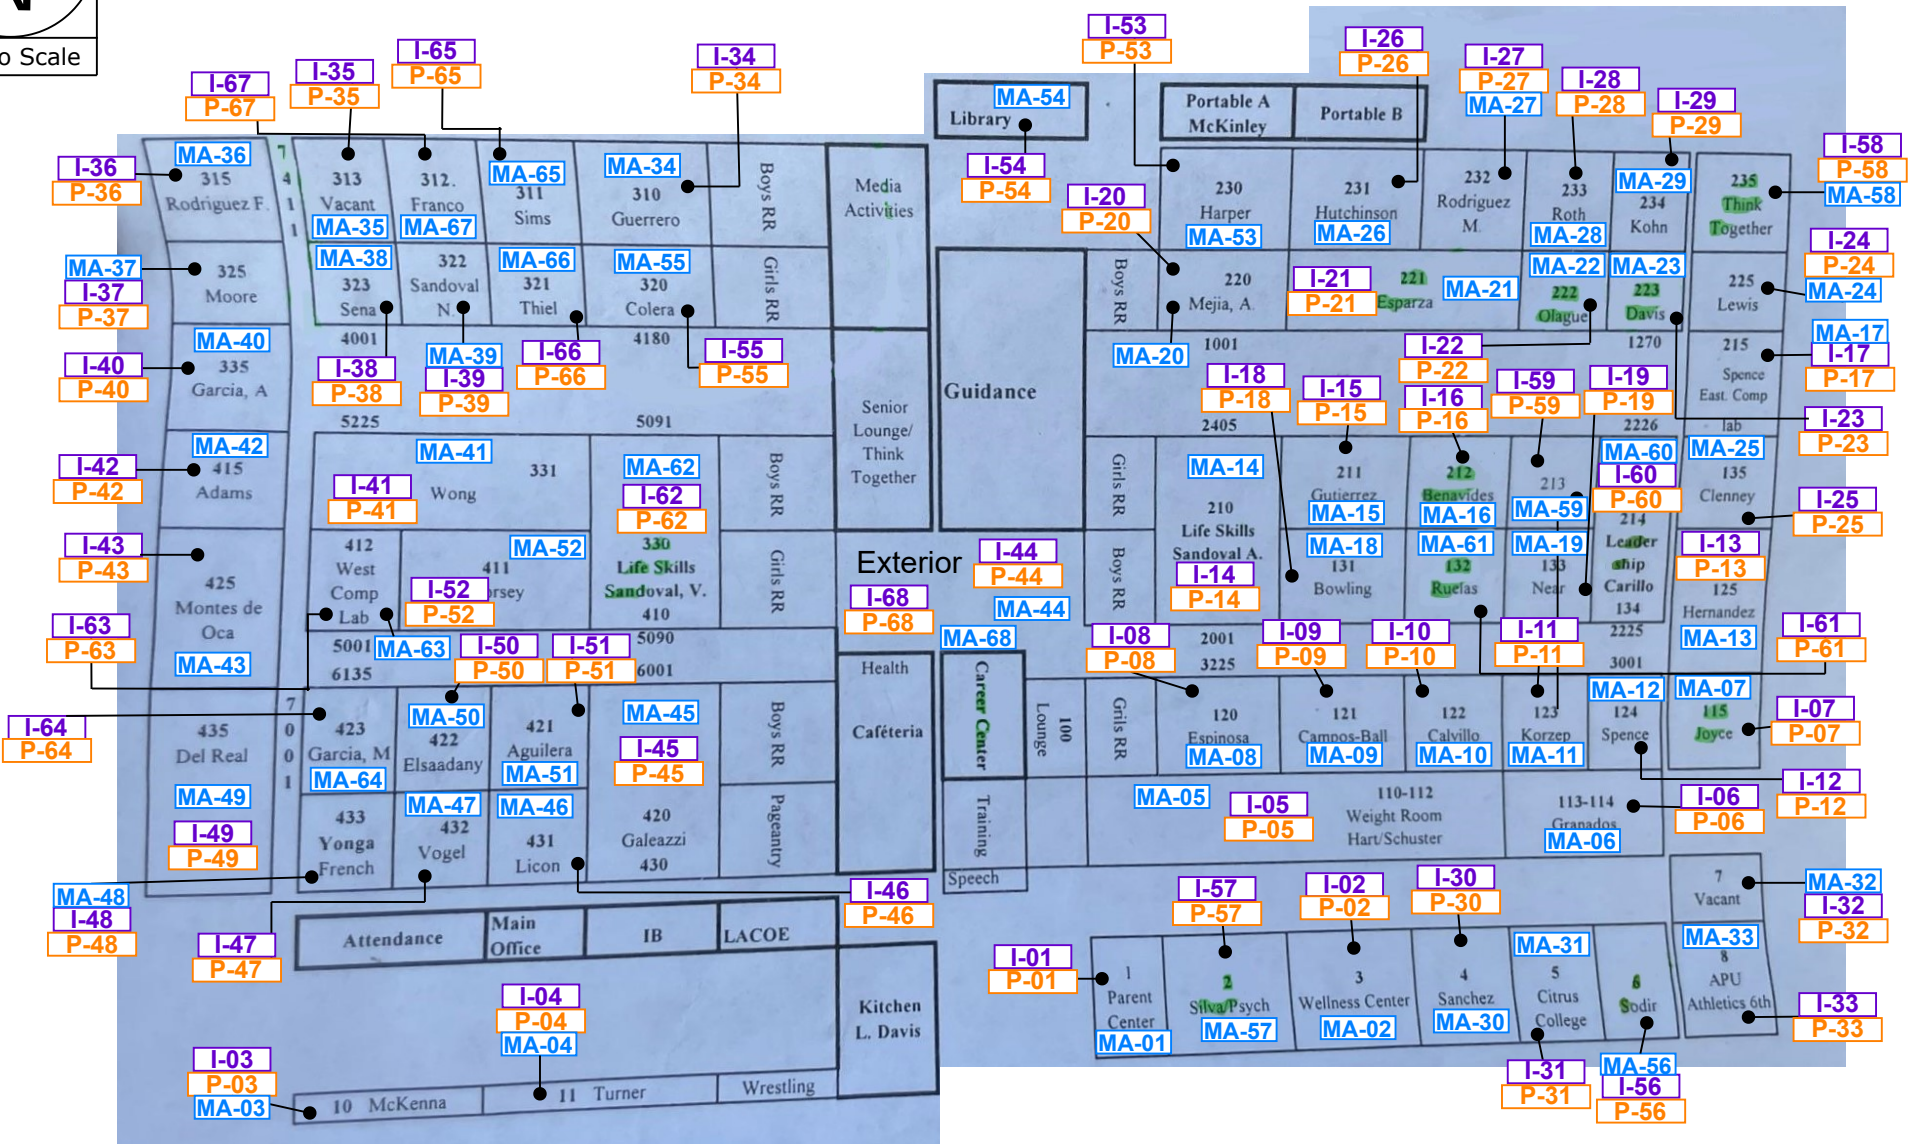 N
o Scale
I-67
P-67
I-35
P-35
I-65
P-65
I-34
P-34
I-53
P-53
I-26
P-26
I-27
P-27
MA-27
I-28
P-28
I-29
P-29
I-58
P-58
MA-58
I-36
P-36
MA-36
315
Rodriguez F.
7
4
1
1
313
Vacant
MA-35
312.
Franco
MA-67
MA-65
311
Sims
MA-34
310
Guerrero
Boys RR
Media
Activities
Library
MA-54
I-54
P-54
Portable A
McKinley
Portable B
I-20
P-20
230
Harper
MA-53
231
Hutchinson
MA-26
232
Rodriguez
M.
233
Roth
MA-28
MA-29
234
Kohn
235
Think
Together
MA-37
I-37
P-37
325
Moore
MA-38
323
Sena
322
Sandoval
N.
MA-66
321
Thiel
MA-55
320
Colera
Girls RR
Guidance
Boys RR
220
Mejia, A.
I-21
P-21
221
Esparza
MA-21
MA-22
222
Olague
MA-23
223
Davis
225
Lewis
I-24
P-24
MA-24
I-40
P-40
MA-40
335
Garcia, A
4001
4180
I-38
P-38
MA-39
I-39
P-39
I-66
P-66
I-55
P-55
5225
5091
Senior
Lounge/
Think
Together
MA-20
1001
1270
I-18
P-18
I-15
P-15
I-22
P-22
I-16
P-16
I-59
P-59
I-19
P-19
2405
2226
215
Spence
East. Comp
lab
MA-17
I-17
P-17
I-23
P-23
I-42
P-42
MA-42
415
Adams
MA-41
331
Wong
I-41
P-41
MA-62
I-62
P-62
Boys RR
Girls RR
MA-14
210
Life Skills
Sandoval A.
I-14
P-14
211
Gutierrez
MA-15
212
Benavides
MA-16
213
MA-59
MA-60
I-60
P-60
214
Leader
ship
Carillo
134
MA-25
135
Clenney
I-25
P-25
I-43
P-43
425
Montes de
Oca
MA-43
412
West
Comp
Lab
MA-52
411
orsey
I-52
P-52
330
Life Skills
Sandoval, V.
410
Girls RR
Exterior
I-68
P-68
I-44
P-44
MA-44
MA-68
Boys RR
MA-18
131
Bowling
MA-61
132
Ruelas
MA-19
133
Near
I-13
P-13
125
Hernandez
MA-13
I-63
P-63
5001
MA-63
5090
6135
6001
I-50
P-50
I-51
P-51
Health
Caféteria
Career Center
I-08
P-08
2001
3225
I-09
P-09
I-10
P-10
I-11
P-11
2225
3001
I-61
P-61
I-64
P-64
435
Del Real
MA-49
I-49
P-49
7
0
0
1
423
Garcia, M
MA-64
MA-50
422
Elsaadany
421
Aguilera
MA-51
MA-45
I-45
P-45
Boys RR
100
Lounge
Grils RR
120
Espinosa
MA-08
121
Campos-Ball
MA-09
122
Calvillo
MA-10
123
Korzep
MA-11
MA-12
124
Spence
MA-07
115
Joyce
I-07
P-07
I-12
P-12
433
Yonga
French
MA-47
432
Vogel
MA-46
431
Licon
420
Galeazzi
430
Pageantry
Training
Speech
MA-05
I-05
P-05
110-112
Weight Room
Hart/Schuster
113-114
Granados
MA-06
I-06
P-06
MA-48
I-48
P-48
I-47
P-47
I-46
P-46
Attendance
Main
Office
IB
LACOE
I-57
P-57
I-02
P-02
I-30
P-30
7
Vacant
MA-32
I-32
P-32
I-01
P-01
1
Parent
Center
MA-01
2
Silva/Psych
MA-57
3
Wellness Center
MA-02
4
Sanchez
MA-30
MA-31
5
Citrus
College
6
Sodir
MA-33
8
APU
Athletics 6th
I-33
P-33
I-04
P-04
MA-04
Kitchen
L. Davis
I-03
P-03
MA-03
10 McKenna
11 Turner
Wrestling
I-31
P-31
MA-56
I-56
P-56